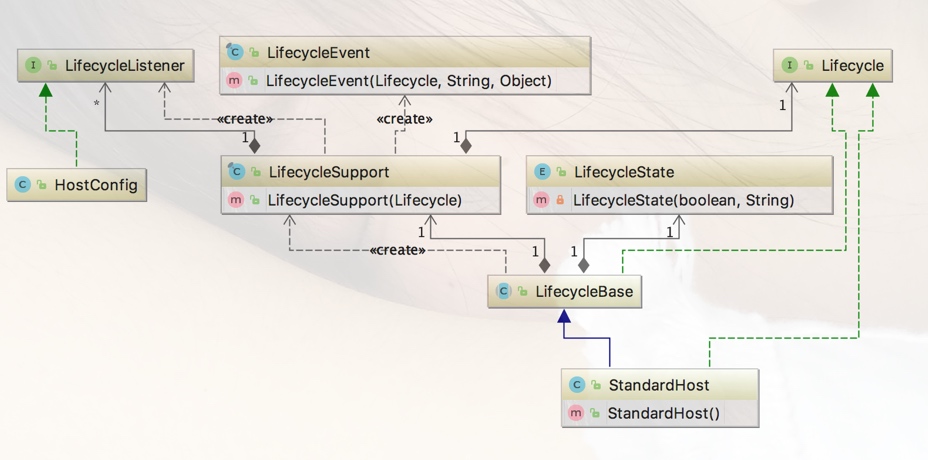 I LifecycleListener
C LifecycleEvent
m LifecycleEvent(Lifecycle, String, Object)
I Lifecycle
*
«create»
«create»
1
1
1
C HostConfig
C LifecycleSupport
m LifecycleSupport(Lifecycle)
E LifecycleState
m LifecycleState(boolean, String)
1
1
«create»
1
1
C LifecycleBase
C StandardHost
m StandardHost()